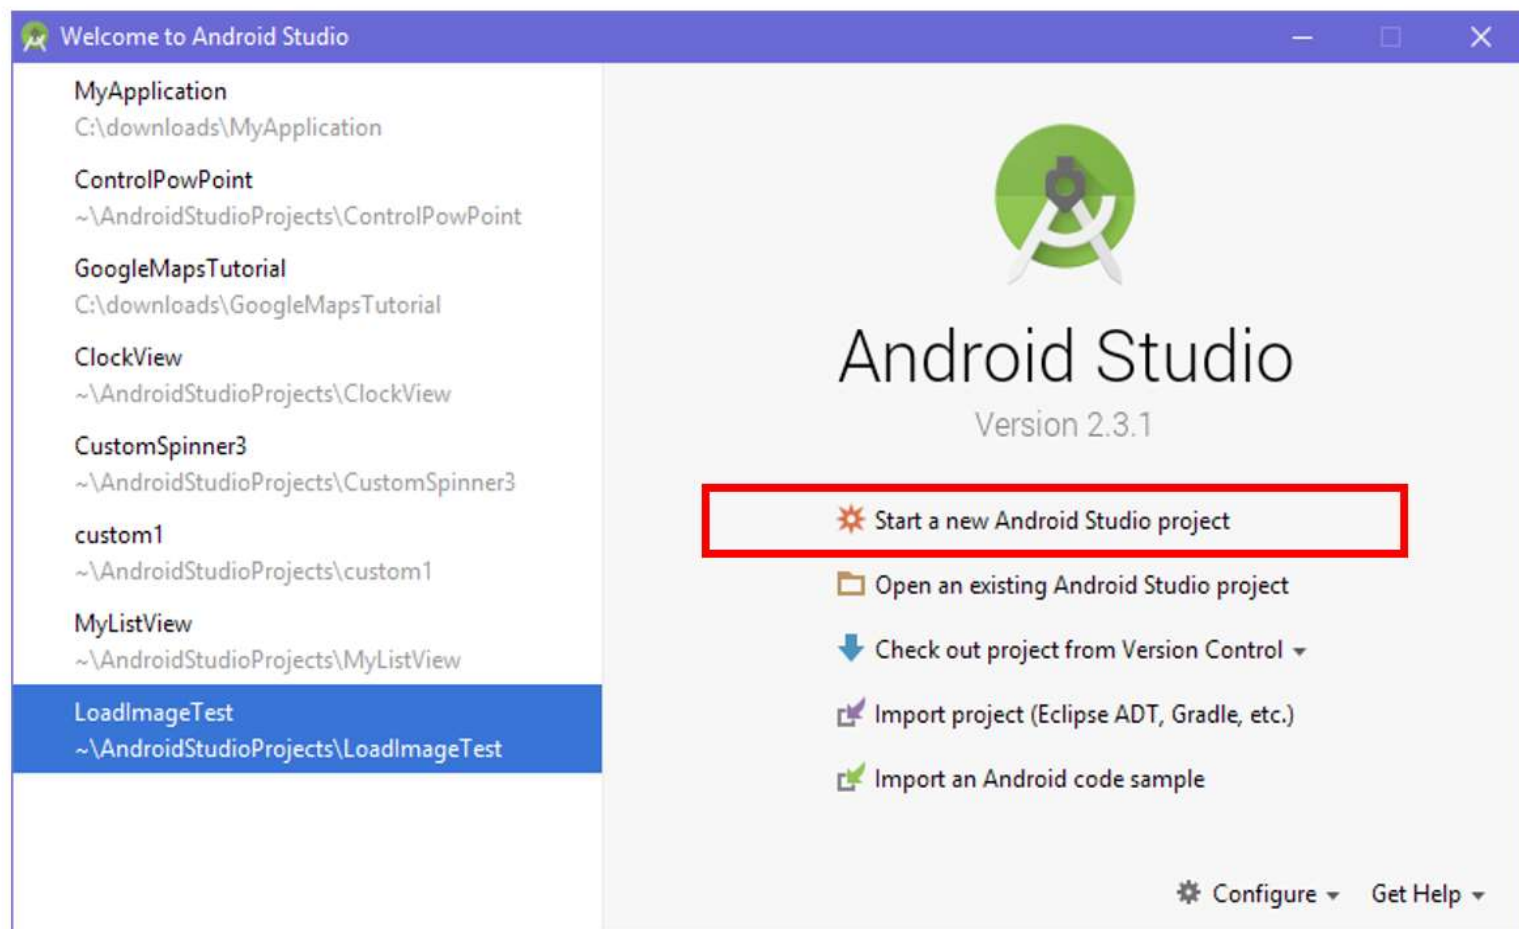 Welcome to Android Studio
MyApplication
C:\downloads\MyApplication
ControlPowPoint
~\AndroidStudioProjects\ControlPowPoint
GoogleMapsTutorial
C:\downloads\GoogleMapsTutorial
ClockView
~\AndroidStudioProjects\ClockView
CustomSpinner3
~\AndroidStudioProjects\CustomSpinner3
custom1
~\AndroidStudioProjects\custom1
MyListView
~\AndroidStudioProjects\MyListView
LoadImageTest
~\AndroidStudioProjects\LoadImageTest
Android Studio
Version 2.3.1
Start a new Android Studio project
Open an existing Android Studio project
Check out project from Version Control
Import project (Eclipse ADT, Gradle, etc.)
Import an Android code sample
Configure
Get Help